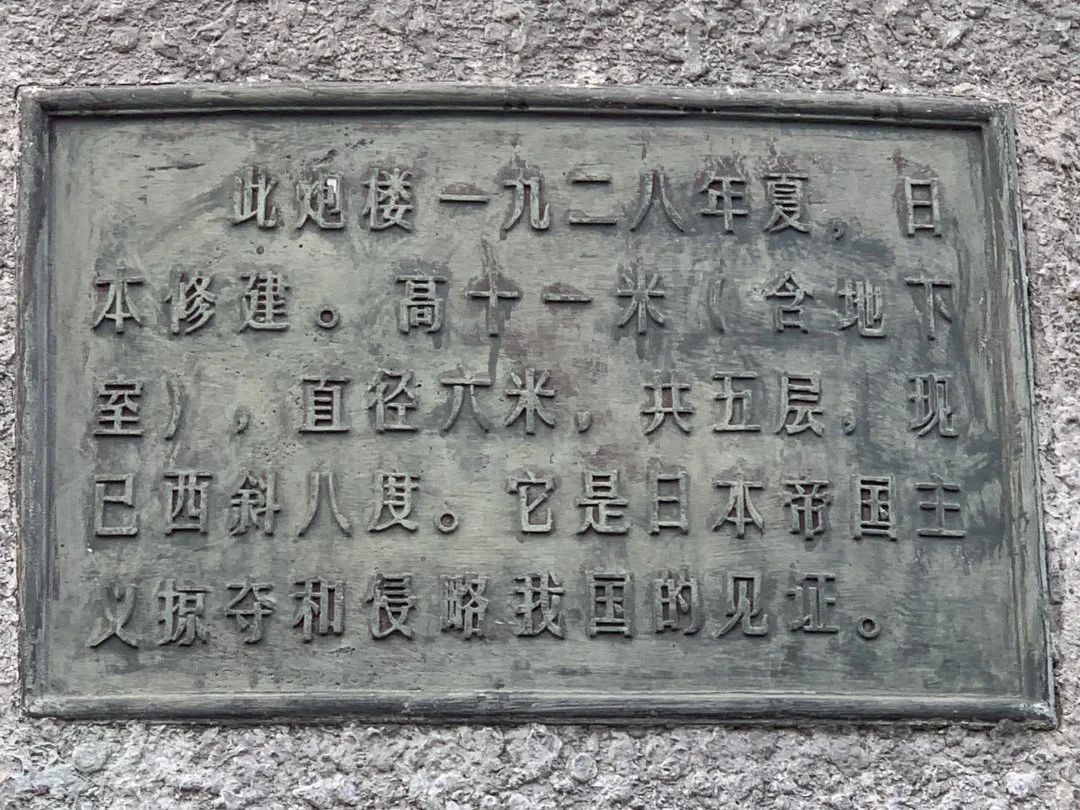 此炮楼一九二八年夏，日
本修建。高十一米（含地下
室），直径六米，共五层，现
已西斜八度。它是日本帝国主
义掠夺和侵略我国的见证。